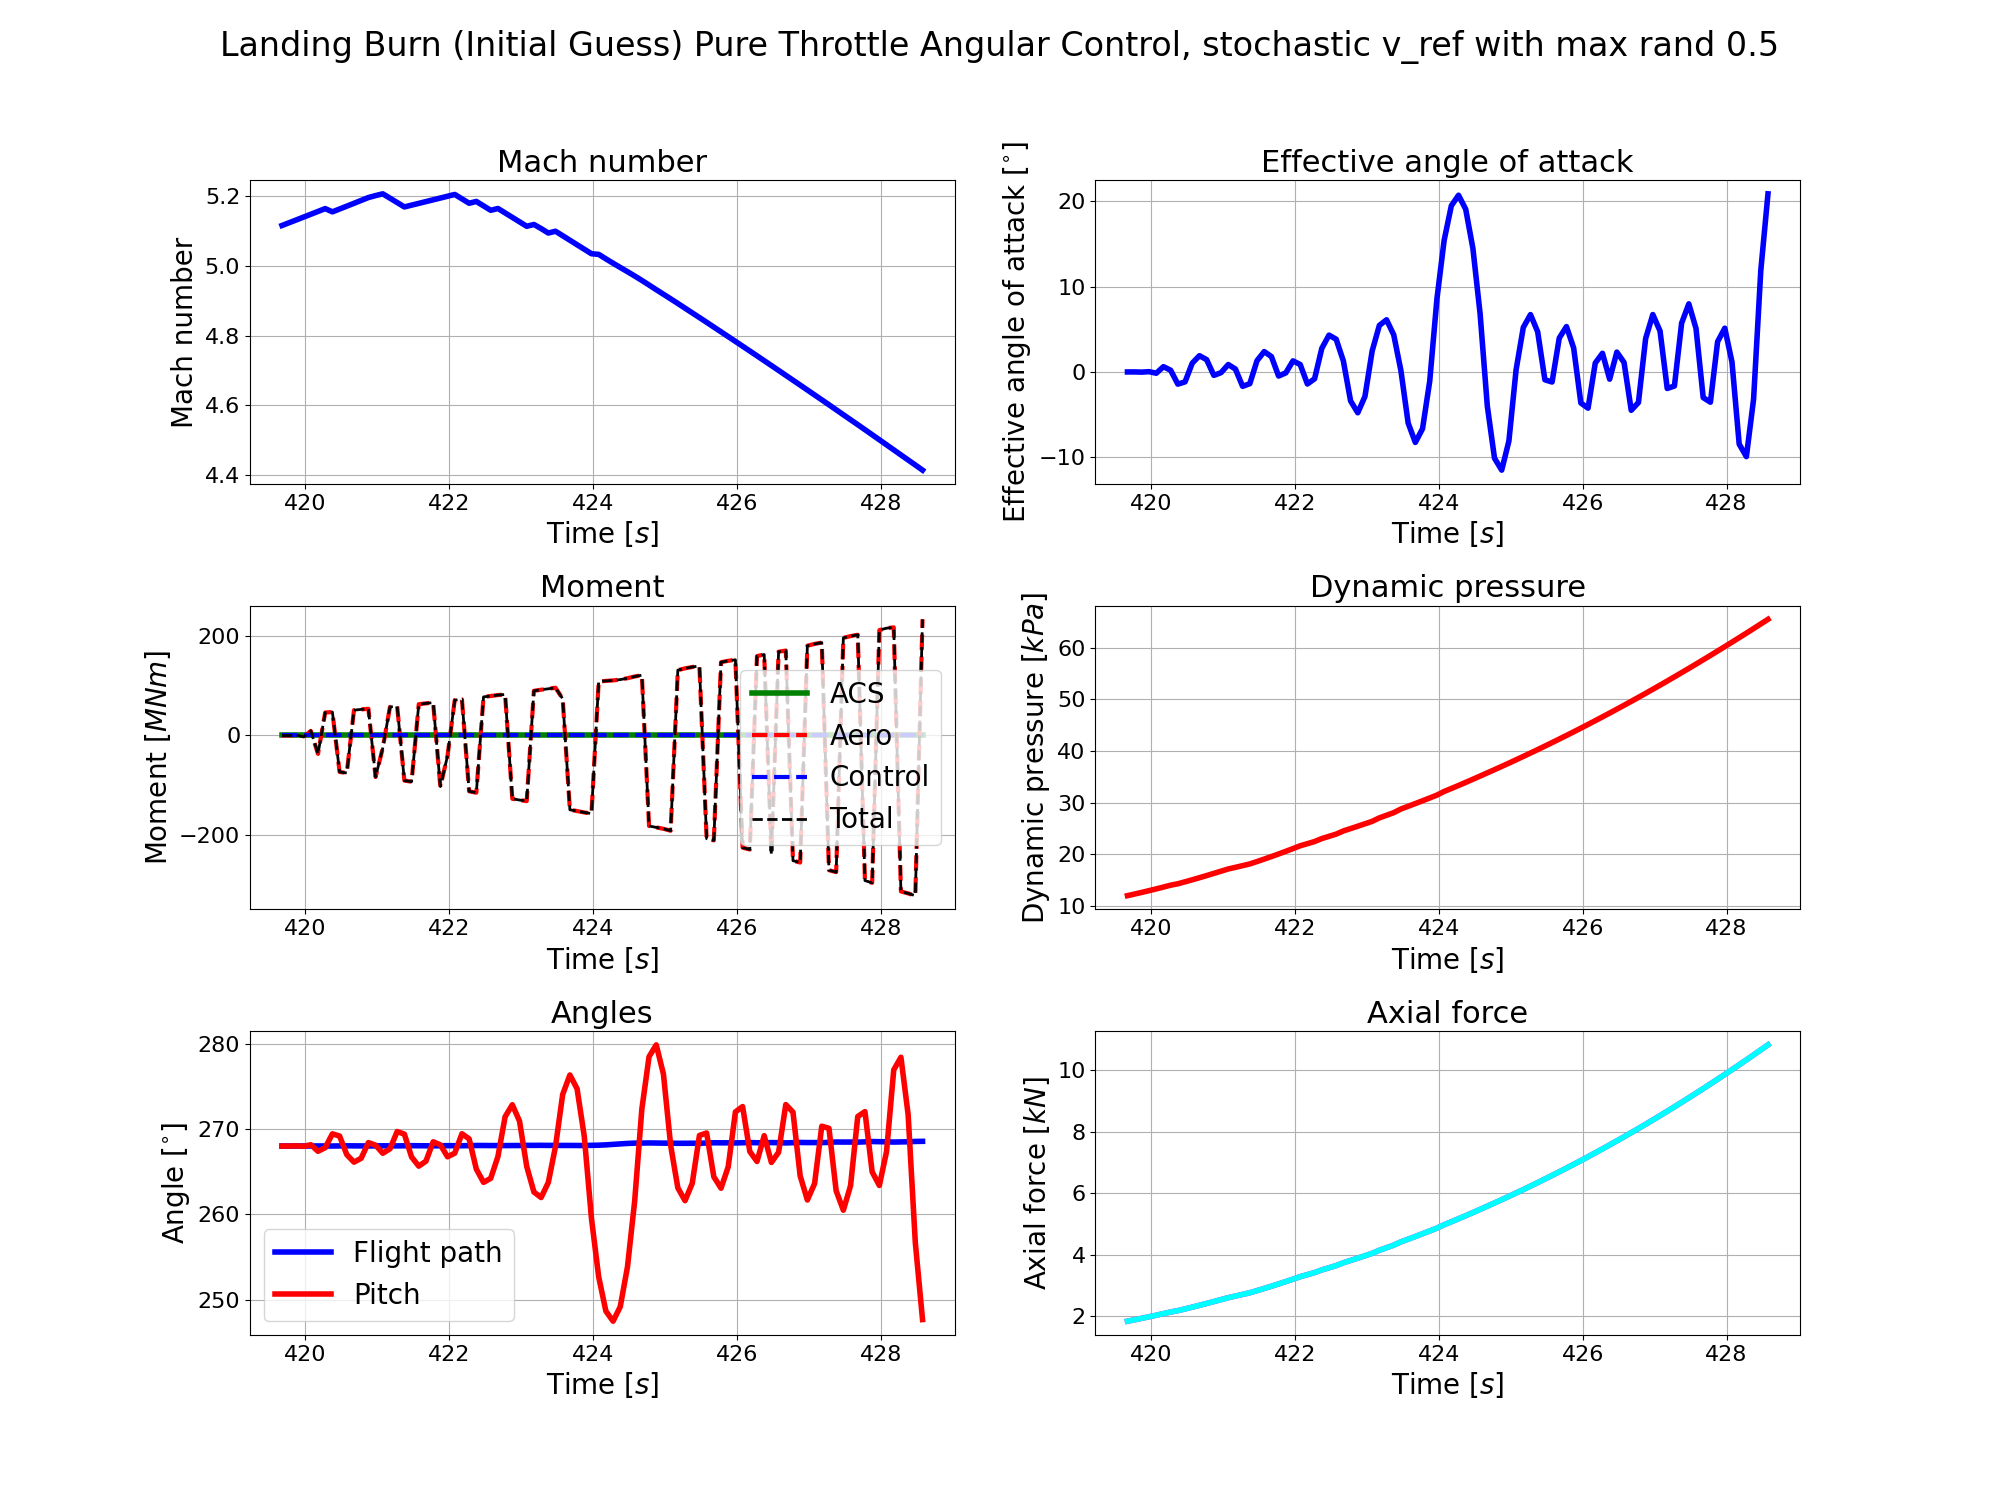 Landing Burn (Initial Guess) Pure Throttle Angular Control, stochastic v_ref with max rand 0.5
Mach number
Mach number
5.2
5.0
4.8
4.6
4.4
420 422 424 426 428
Time [s]
Effective angle of attack
Effective angle of attack [°]
20
10
0
−10
420 422 424 426 428
Time [s]
Moment
Moment [MNm]
200
0
−200
ACS
Aero
Control
Total
420 422 424 426 428
Time [s]
Dynamic pressure
Dynamic pressure [kPa]
60
50
40
30
20
10
420 422 424 426 428
Time [s]
Angles
Angle [°]
280
270
260
250
Flight path
Pitch
420 422 424 426 428
Time [s]
Axial force
Axial force [kN]
10
8
6
4
2
420 422 424 426 428
Time [s]